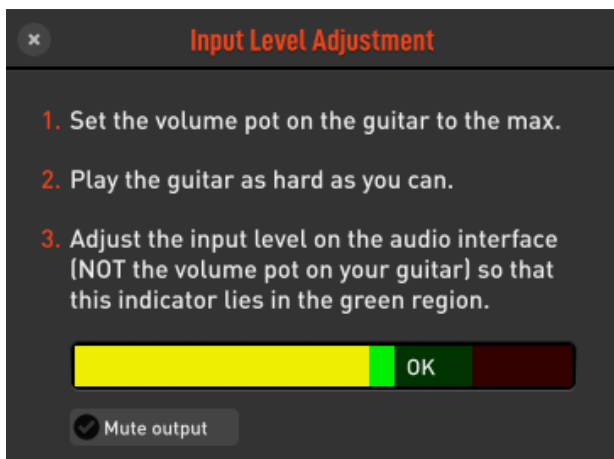 Input Level Adjustment
1. Set the volume pot on the guitar to the max.
2. Play the guitar as hard as you can.
3. Adjust the input level on the audio interface
(NOT the volume pot on your guitar) so that
this indicator lies in the green region.
OK
Mute output